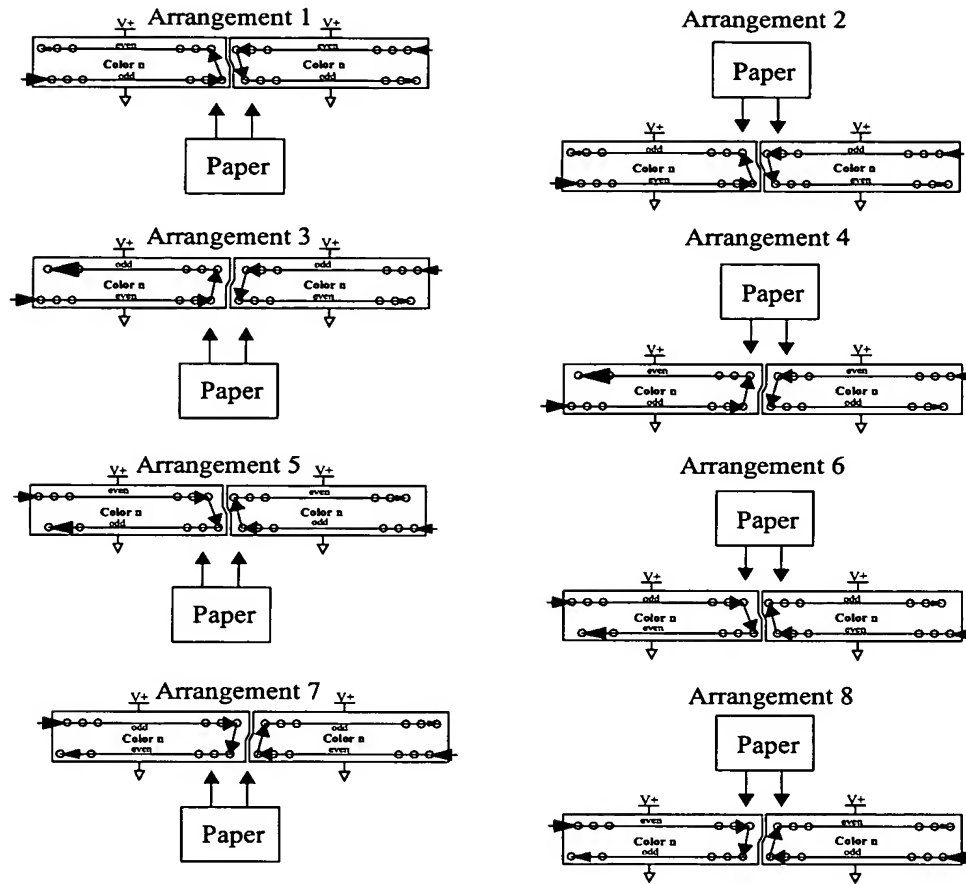 Arrangement 1
V+ V+
even even
Color n Color n
odd odd
Paper
Arrangement 2
Paper
V+ V+
odd odd
Color n Color n
even even
Arrangement 3
V+ V+
odd odd
Color n Color n
even even
Paper
Arrangement 4
Paper
V+ V+
even even
Color n Color n
odd odd
Arrangement 5
V+ V+
even even
Color n Color n
odd odd
Paper
Arrangement 6
Paper
V+ V+
odd odd
Color n Color n
even even
Arrangement 7
V+ V+
odd odd
Color n Color n
even even
Paper
Arrangement 8
Paper
V+ V+
even even
Color n Color n
odd odd